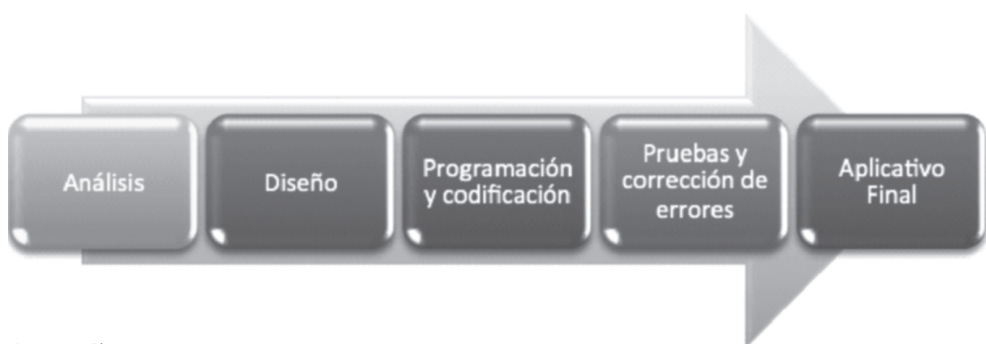 Análisis
Diseño
Programación
y codificación
Pruebas y
corrección de
errores
Aplicativo
Final